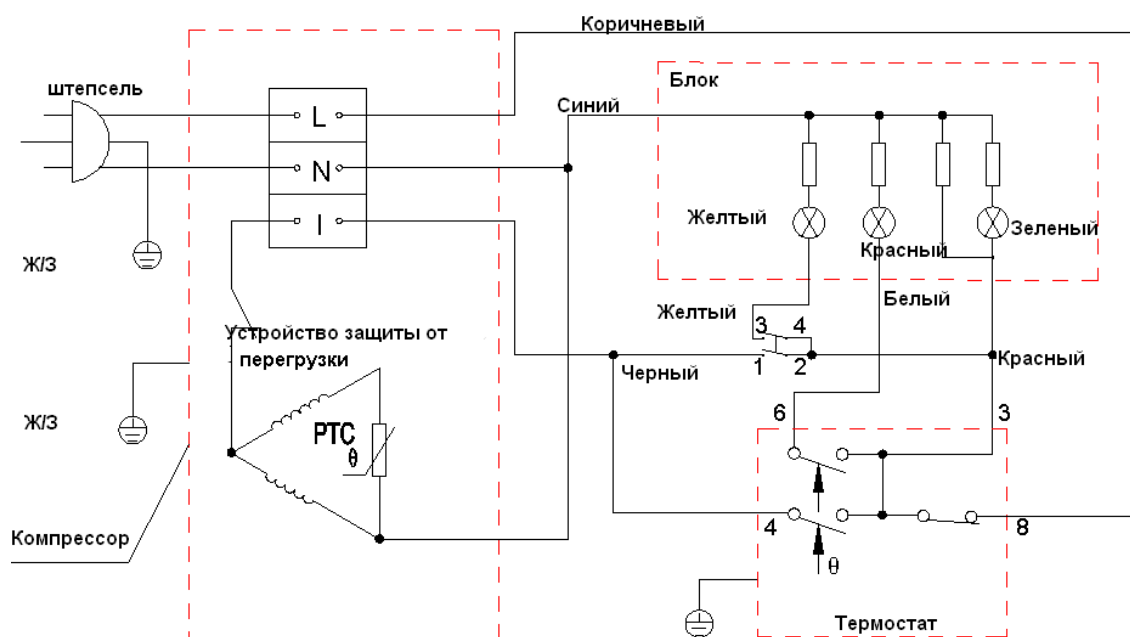 Коричневый
Блок
штепсель
Синий
L
N
I
Желтый
Красный
Зеленый
Ж/З
Белый
Желтый
3 4
1 2
Устройство защиты от
перегрузки
Черный
Красный
6
3
Ж/З
PTC
θ
4
8
θ
Компрессор
Термостат